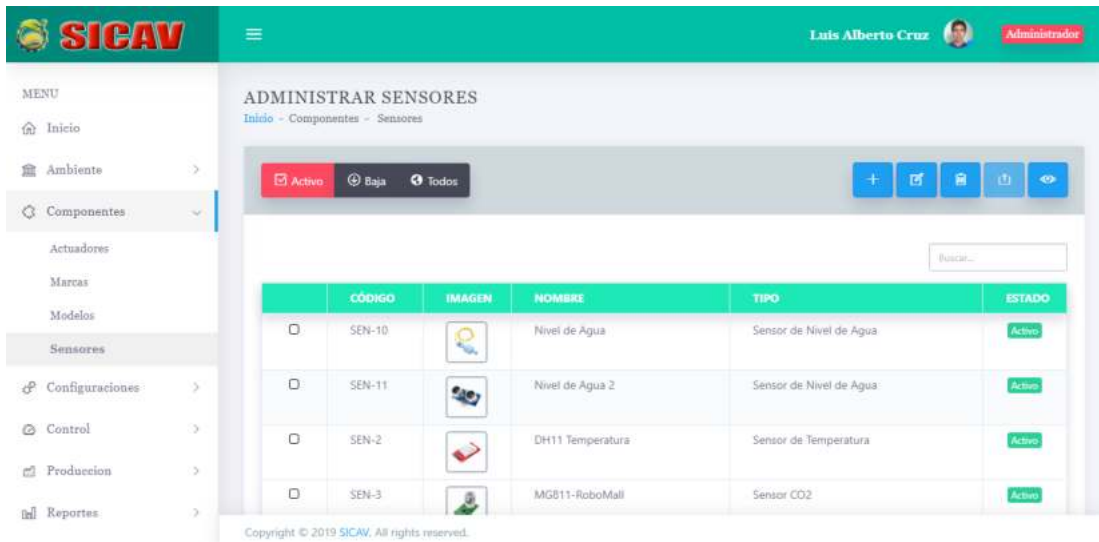 SICAV
Luis Alberto Cruz Administrador
MENU
Inicio
Ambiente
Componentes
Actuadores
Marcas
Modelos
Sensores
Configuraciones
Control
Produccion
Reportes
ADMINISTRAR SENSORES
Inicio - Componentes - Sensores
Activo Baja Todos
Buscar...
CÓDIGO IMAGEN NOMBRE TIPO ESTADO
SEN-10 Nivel de Agua Sensor de Nivel de Agua Activo
SEN-11 Nivel de Agua 2 Sensor de Nivel de Agua Activo
SEN-2 DH11 Temperatura Sensor de Temperatura Activo
SEN-3 MG811-RoboMall Sensor CO2 Activo
Copyright © 2019 SICAV. All rights reserved.